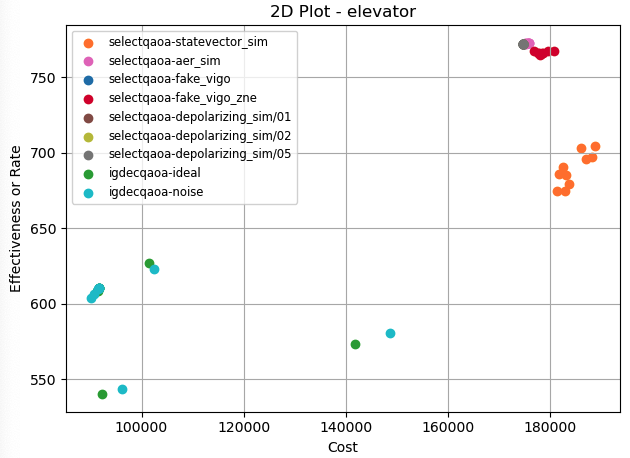 2D Plot - elevator
selectqaoa-statevector_sim
selectqaoa-aer_sim
selectqaoa-fake_vigo
selectqaoa-fake_vigo_zne
selectqaoa-depolarizing_sim/01
selectqaoa-depolarizing_sim/02
selectqaoa-depolarizing_sim/05
igdecqaoa-ideal
igdecqaoa-noise
Effectiveness or Rate
750
700
650
600
550
100000 120000 140000 160000 180000
Cost